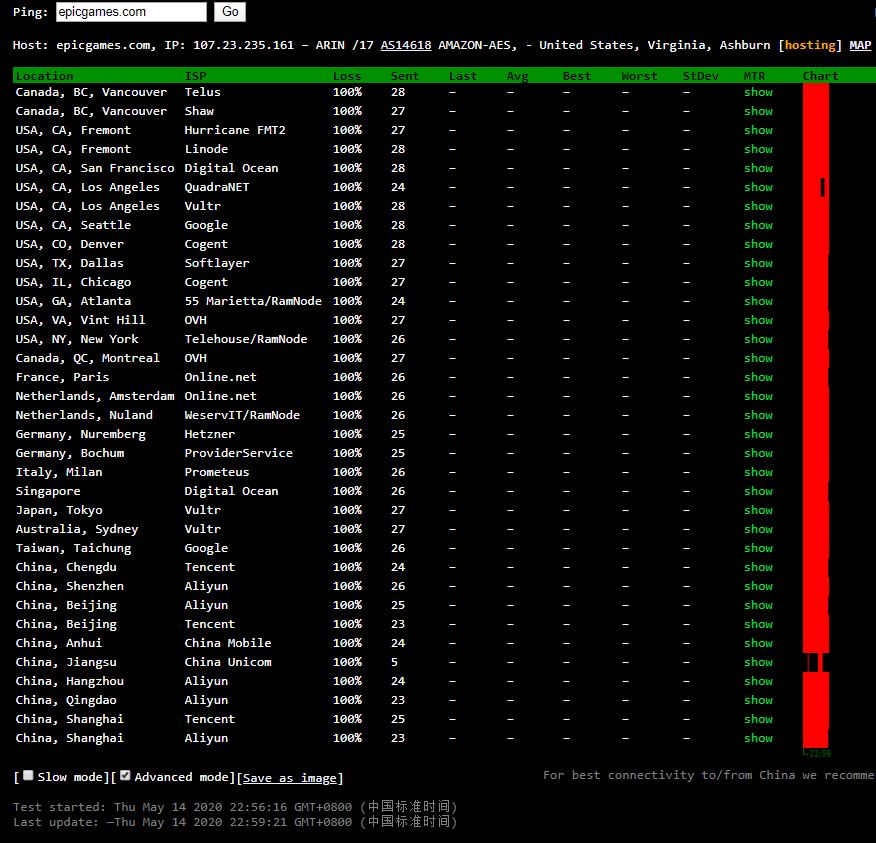 Ping: epicgames.com Go
Host: epicgames.com, IP: 107.23.235.161 – ARIN /17 AS14618 AMAZON-AES, - United States, Virginia, Ashburn [hosting] MAP
Location ISP Loss Sent Last Avg Best Worst StDev MTR Chart
Canada, BC, Vancouver Telus 100% 28 – – – – – show
Canada, BC, Vancouver Shaw 100% 27 – – – – – show
USA, CA, Fremont Hurricane FMT2 100% 27 – – – – – show
USA, CA, Fremont Linode 100% 28 – – – – – show
USA, CA, San Francisco Digital Ocean 100% 28 – – – – – show
USA, CA, Los Angeles QuadraNET 100% 24 – – – – – show
USA, CA, Los Angeles Vultr 100% 28 – – – – – show
USA, CA, Seattle Google 100% 28 – – – – – show
USA, CO, Denver Cogent 100% 28 – – – – – show
USA, TX, Dallas Softlayer 100% 27 – – – – – show
USA, IL, Chicago Cogent 100% 27 – – – – – show
USA, GA, Atlanta 55 Marietta/RamNode 100% 24 – – – – – show
USA, VA, Vint Hill OVH 100% 27 – – – – – show
USA, NY, New York Telehouse/RamNode 100% 26 – – – – – show
Canada, QC, Montreal OVH 100% 27 – – – – – show
France, Paris Online.net 100% 26 – – – – – show
Netherlands, Amsterdam Online.net 100% 26 – – – – – show
Netherlands, Nuland WeservIT/RamNode 100% 26 – – – – – show
Germany, Nuremberg Hetzner 100% 25 – – – – – show
Germany, Bochum ProviderService 100% 25 – – – – – show
Italy, Milan Prometeus 100% 26 – – – – – show
Singapore Digital Ocean 100% 26 – – – – – show
Japan, Tokyo Vultr 100% 27 – – – – – show
Australia, Sydney Vultr 100% 27 – – – – – show
Taiwan, Taichung Google 100% 26 – – – – – show
China, Chengdu Tencent 100% 24 – – – – – show
China, Shenzhen Aliyun 100% 26 – – – – – show
China, Beijing Aliyun 100% 25 – – – – – show
China, Beijing Tencent 100% 23 – – – – – show
China, Anhui China Mobile 100% 24 – – – – – show
China, Jiangsu China Unicom 100% 5 – – – – – show
China, Hangzhou Aliyun 100% 24 – – – – – show
China, Qingdao Aliyun 100% 23 – – – – – show
China, Shanghai Tencent 100% 25 – – – – – show
China, Shanghai Aliyun 100% 23 – – – – – show
23:56
[ Slow mode][ Advanced mode][Save as image] For best connectivity to/from China we recomme
Test started: Thu May 14 2020 22:56:16 GMT+0800 (中国标准时间)
Last update: –Thu May 14 2020 22:59:21 GMT+0800 (中国标准时间)